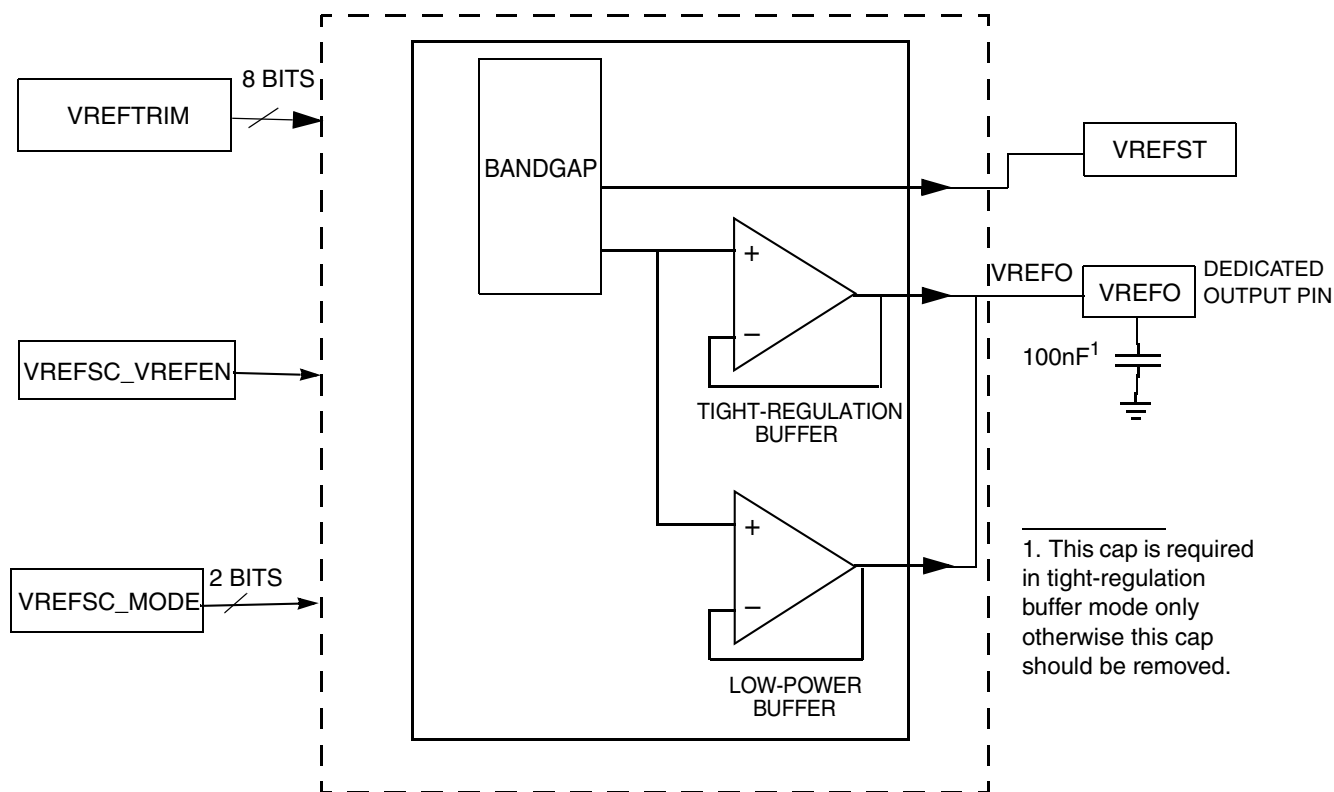 8 BITS
VREFTRIM
BANDGAP
VREFST
+
−
VREFO
VREFO
DEDICATED
OUTPUT PIN
VREFSC_VREFEN
100nF1
TIGHT-REGULATION
BUFFER
+
−
2 BITS
VREFSC_MODE
LOW-POWER
BUFFER
1. This cap is required
in tight-regulation
buffer mode only
otherwise this cap
should be removed.